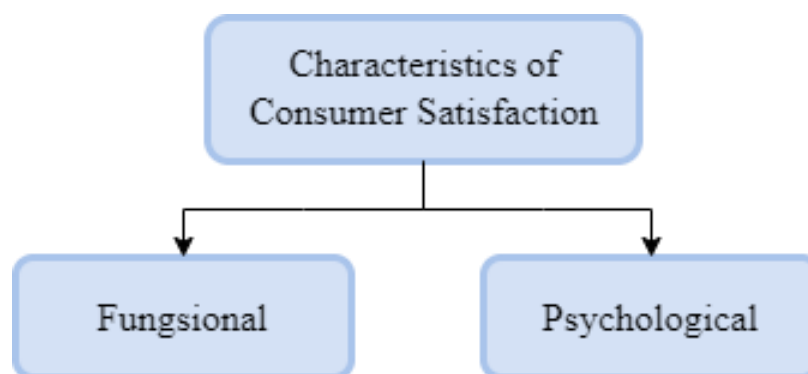 Characteristics of
Consumer Satisfaction
Fungsional
Psychological